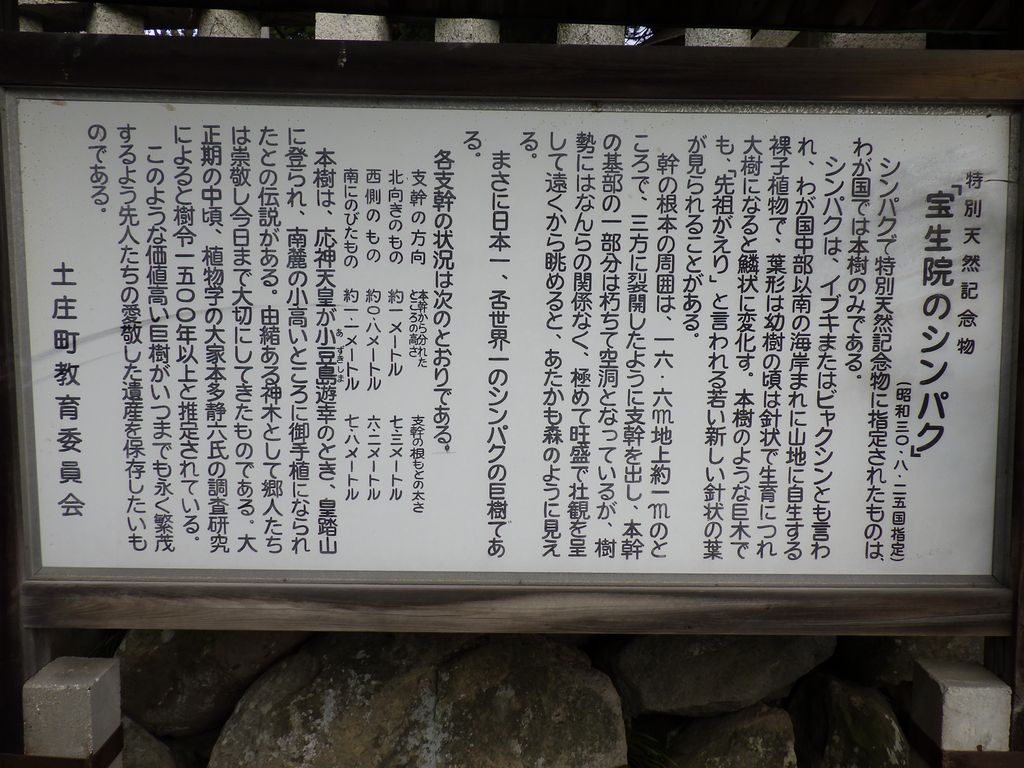 特別天然記念物
「宝生院のシンパク」
(昭和三〇・八・二五国指定)
シンパクで特別天然記念物に指定されたものは、
わが国では本樹のみである。
シンパクは、イブキまたはビャクシンとも言わ
れ、わが国中部以南の海岸まれに山地に自生する
裸子植物で、葉形は幼樹の頃は針状で生育につれ
大樹になると鱗状に変化す。本樹のような巨木で
も、「先祖がえり」と言われる若い新しい針状の葉
が見られることがある。
幹の根本の周囲は、一六・六m地上約一mのと
ころで、三方に裂開したように支幹を出し、本幹
の基部の一部分は朽ちて空洞となっているが、樹
勢にはなんらの関係なく、極めて旺盛で壮観を呈
して遠くから眺めると、あたかも森のように見え
る。
まさに日本一、否世界一のシンパクの巨樹であ
る。
各支幹の状況は次のとおりである。
支幹の方向 本幹から分れたところの高さ 支幹の根もとの太さ
北向きのもの 約一メートル 七・三メートル
西側のもの 約〇・八メートル 六・二メートル
南にのびたもの 約一・一メートル 七・八メートル
本樹は、応神天皇が小豆島遊幸のとき、皇踏山
あずきしま
に登られ、南麓の小高いところに御手植になられ
たとの伝説がある。由緒ある神木として郷人たち
は崇敬し今日まで大切にしてきたものである。大
正期の中頃、植物学の大家本多静六氏の調査研究
によると樹令一五〇〇年以上と推定されている。
このような価値高い巨樹がいつまでも永く繁茂
するよう先人たちの愛敬した遺産を保存したいも
のである。
土庄町教育委員会